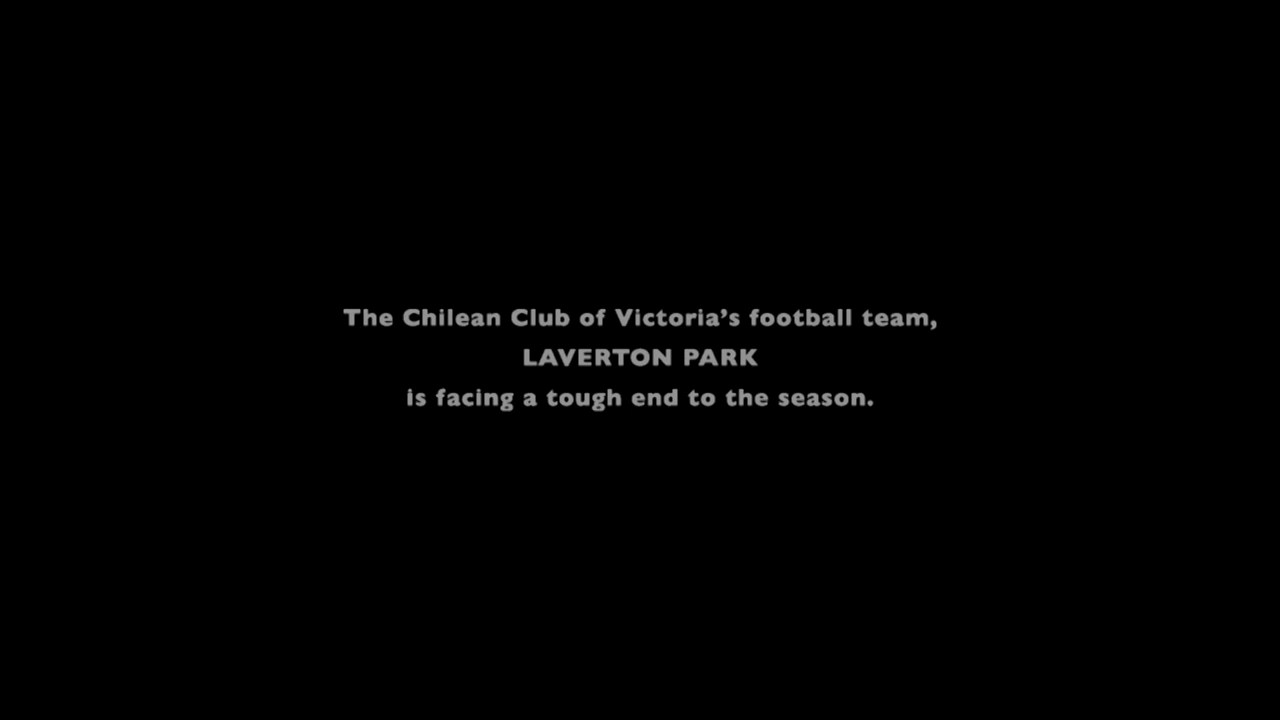 The Chilean Club of Victoria’s football team,
LAVERTON PARK
is facing a tough end to the season.